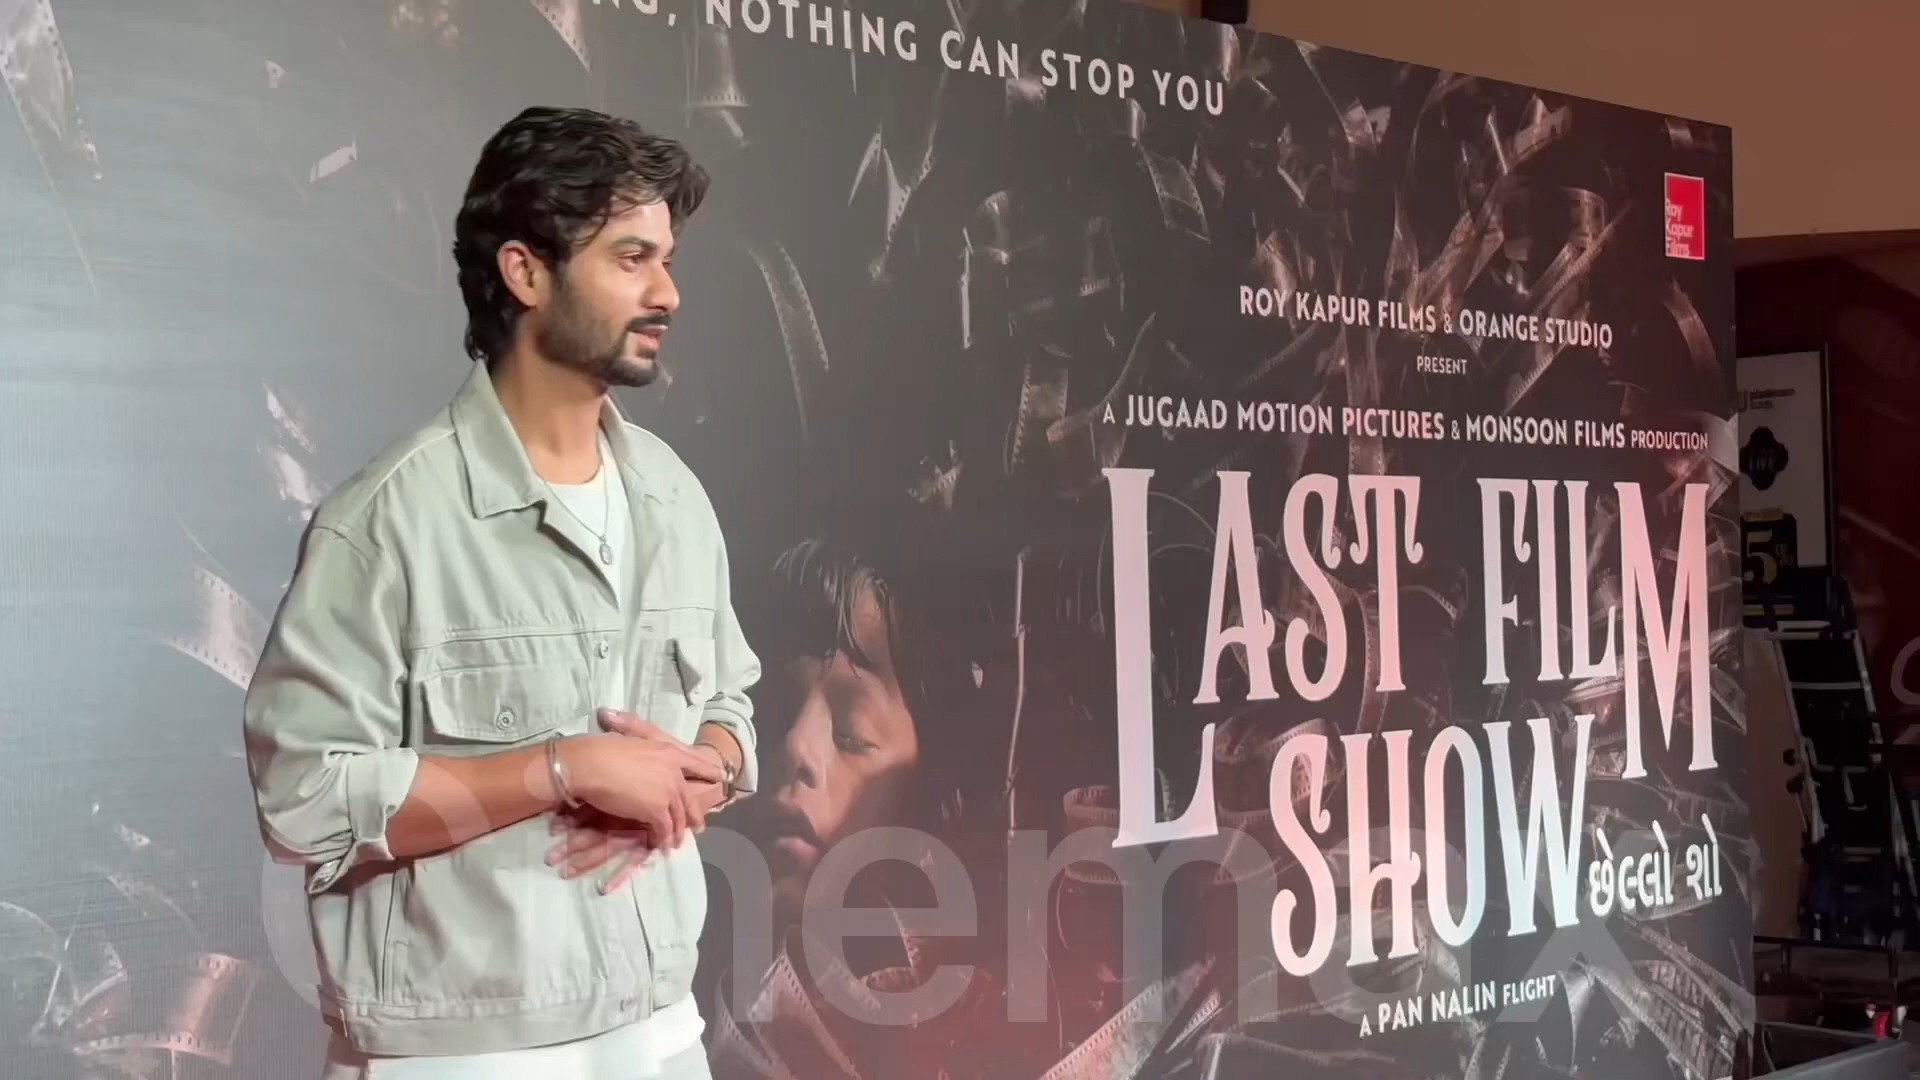 NOTHING CAN STOP YOU
Roy
Kapur
Films
ROY KAPUR FILMS & ORANGE STUDIO
PRESENT
A JUGAAD MOTION PICTURES & MONSOON FILMS PRODUCTION
LAST FILM
SHOW
છેલ્લો શો
A PAN NALIN FLIGHT
Cinemax